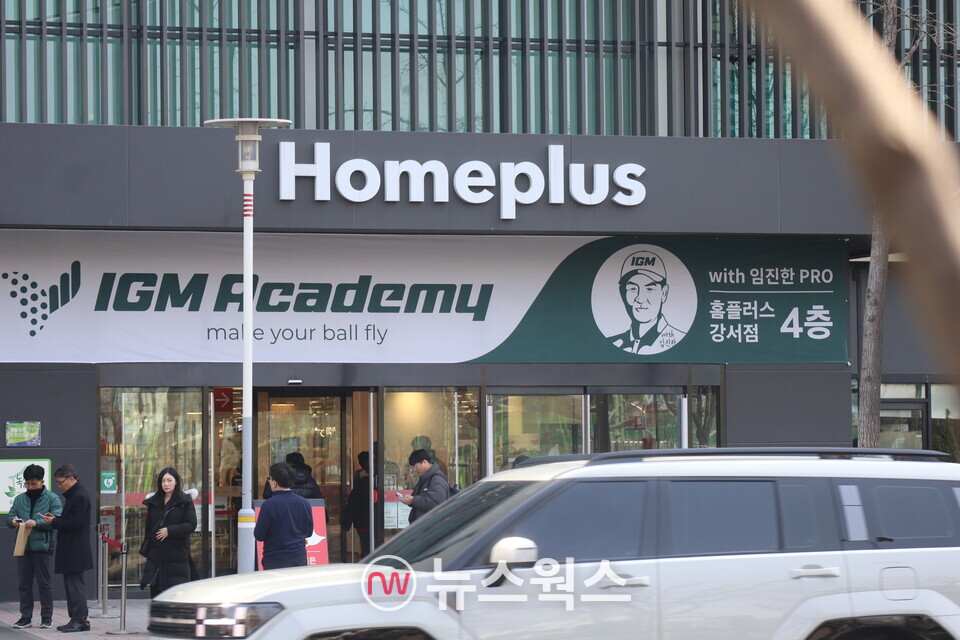 Homeplus
IGM Academy
make your ball fly
IGM
with 임진한 PRO
홈플러스
강서점
4층
뉴스웍스